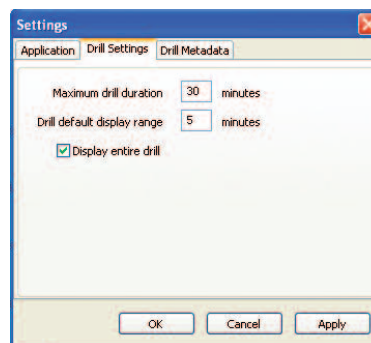 Settings
Application Drill Settings Drill Metadata
Maximum drill duration 30 minutes
Drill default display range 5 minutes
Display entire drill
OK Cancel Apply